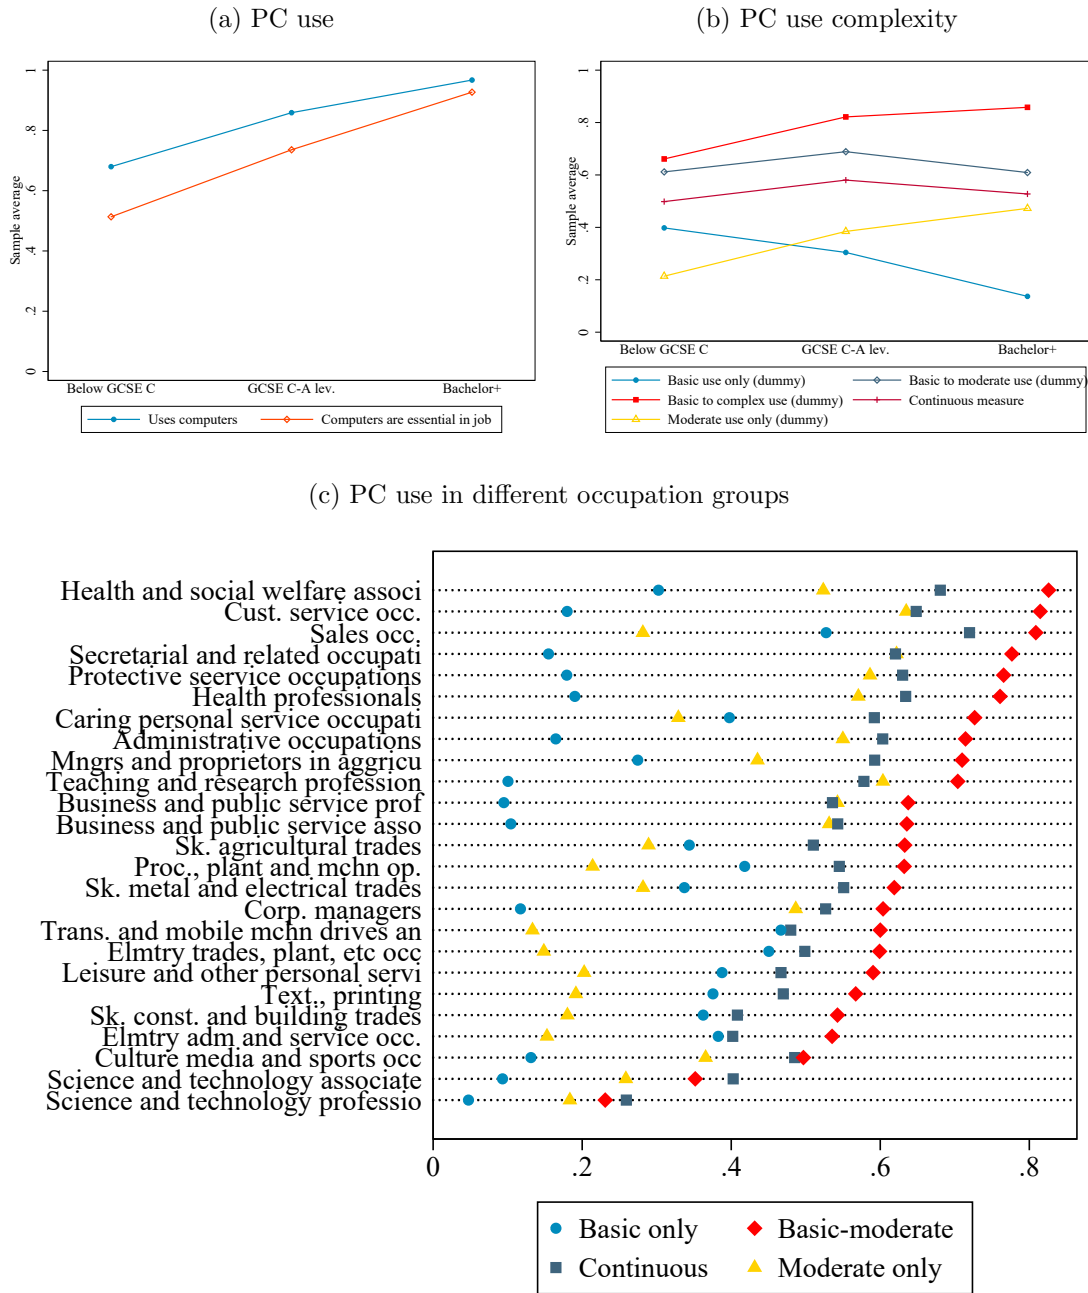 (a) PC use
(b) PC use complexity
Sample average
0 .2 .4 .6 .8 1
Below GCSE C GCSE C-A lev. Bachelor+
Uses computers Computers are essential in job
Sample average
0 .2 .4 .6 .8 1
Below GCSE C GCSE C-A lev. Bachelor+
Basic use only (dummy) Basic to moderate use (dummy)
Basic to complex use (dummy) Continuous measure
Moderate use only (dummy)
(c) PC use in different occupation groups
Health and social welfare associ
Cust. service occ.
Sales occ.
Secretarial and related occupati
Protective seervice occupations
Health professionals
Caring personal service occupati
Administrative occupations
Mngrs and proprietors in aggricu
Teaching and research profession
Business and public service prof
Business and public service asso
Sk. agricultural trades
Proc., plant and mchn op.
Sk. metal and electrical trades
Corp. managers
Trans. and mobile mchn drives an
Elmtry trades, plant, etc occ
Leisure and other personal servi
Text., printing
Sk. const. and building trades
Elmtry adm and service occ.
Culture media and sports occ
Science and technology associate
Science and technology professio
0 .2 .4 .6 .8
Basic only Basic-moderate
Continuous Moderate only